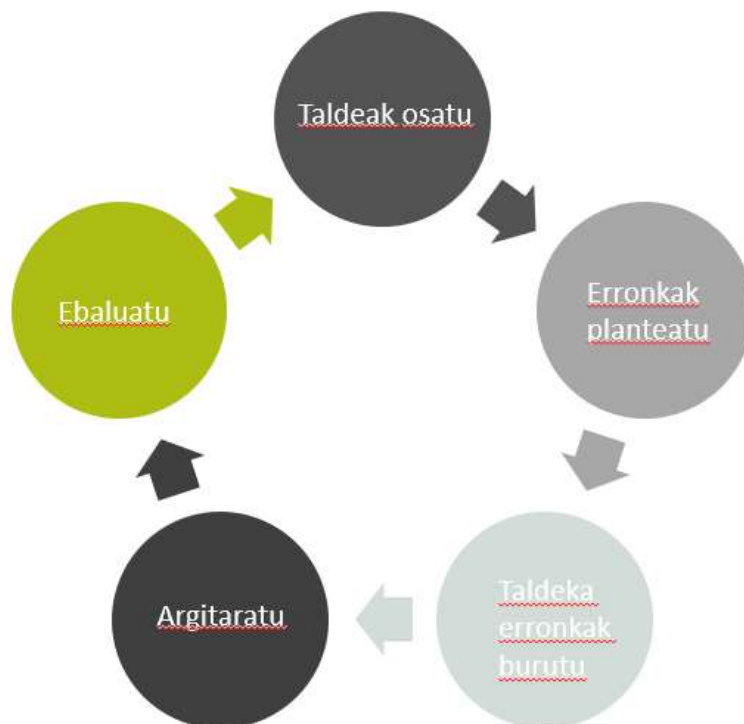 Taldeak osatu
Erronkak
planteatu
Taldeka
erronkak
burutu
Argitaratu
Ebaluatu